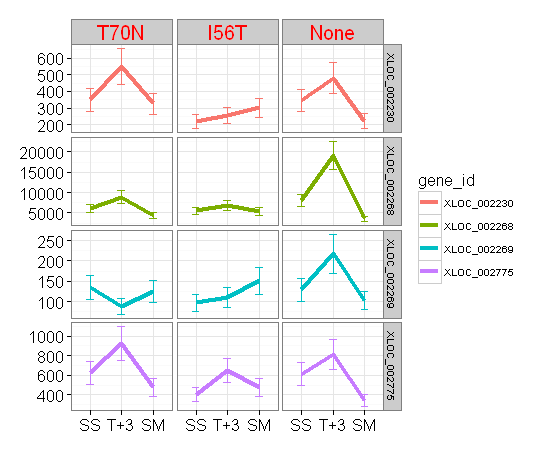 T70N I56T None
600
500
400
300
200
XLOC_002230
20000
15000
10000
5000
XLOC_002268
250
200
150
100
XLOC_002269
1000
800
600
400
XLOC_002775
SS T+3 SM SS T+3 SM SS T+3 SM
gene_id
XLOC_002230
XLOC_002268
XLOC_002269
XLOC_002775